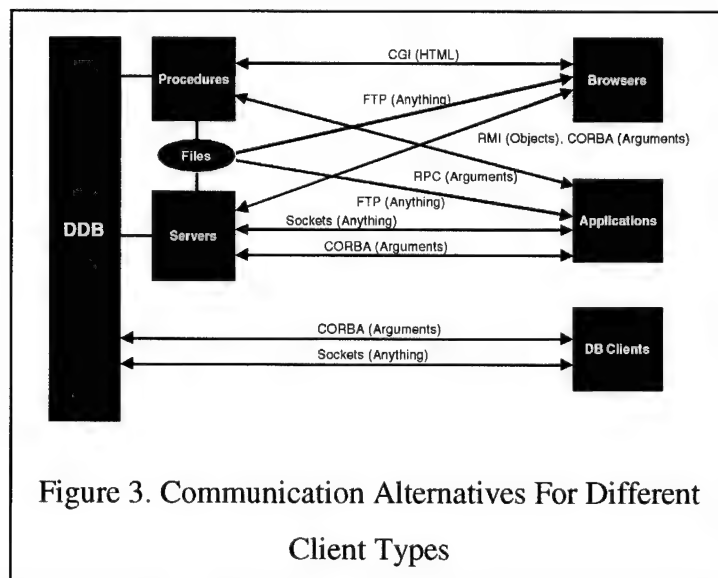 CGI (HTML)
Procedures
Browsers
FTP (Anything)
RMI (Objects), CORBA (Arguments)
Files
RPC (Arguments)
FTP (Anything)
DDB
Servers
Sockets (Anything)
Applications
CORBA (Arguments)
CORBA (Arguments)
DB Clients
Sockets (Anything)
Figure 3. Communication Alternatives For Different
Client Types